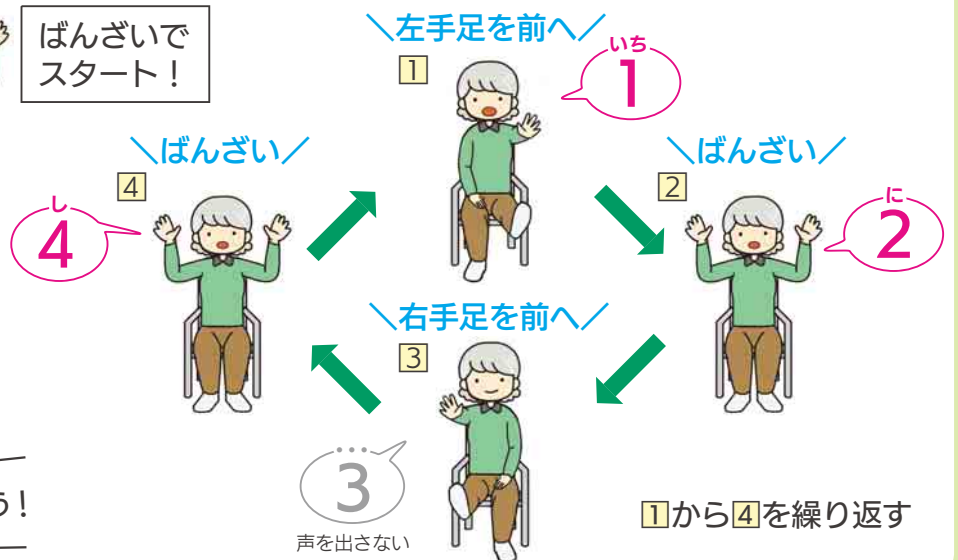 ばんざいで
スタート！
＼左手足を前へ／
1
いち
1
＼ばんざい／
4
し
4
＼ばんざい／
2
に
2
＼右手足を前へ／
3
…
3
声を出さない
う！
1から4を繰り返す